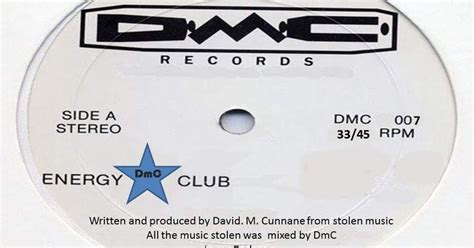 DMC
RECORDS
SIDE A
STEREO
DMC 007
33/45 RPM
ENERGY DmC CLUB
Written and produced by David. M. Cunnane from stolen music
All the music stolen was mixed by DmC